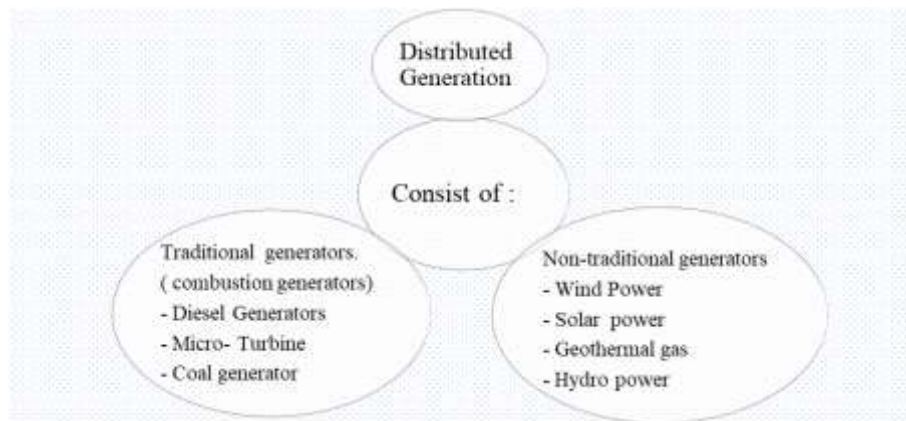 Distributed
Generation
Consist of :
Traditional generators.
( combustion generators)
- Diesel Generators
- Micro- Turbine
- Coal generator
Non-traditional generators
- Wind Power
- Solar power
- Geothermal gas
- Hydro power